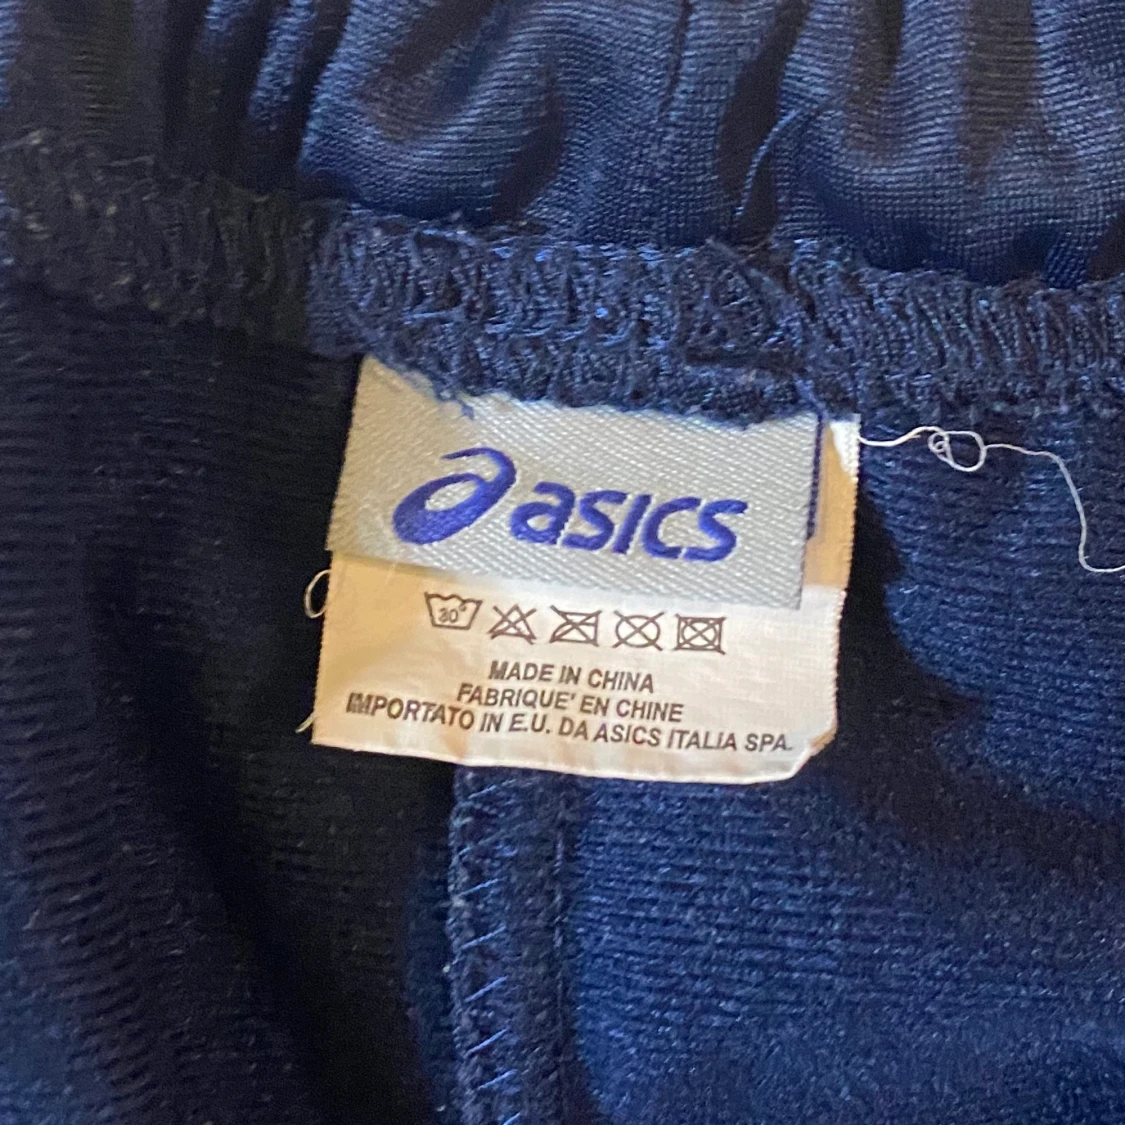 asics
30°
MADE IN CHINA
FABRIQUE' EN CHINE
IMPORTATO IN E.U. DA ASICS ITALIA SPA.